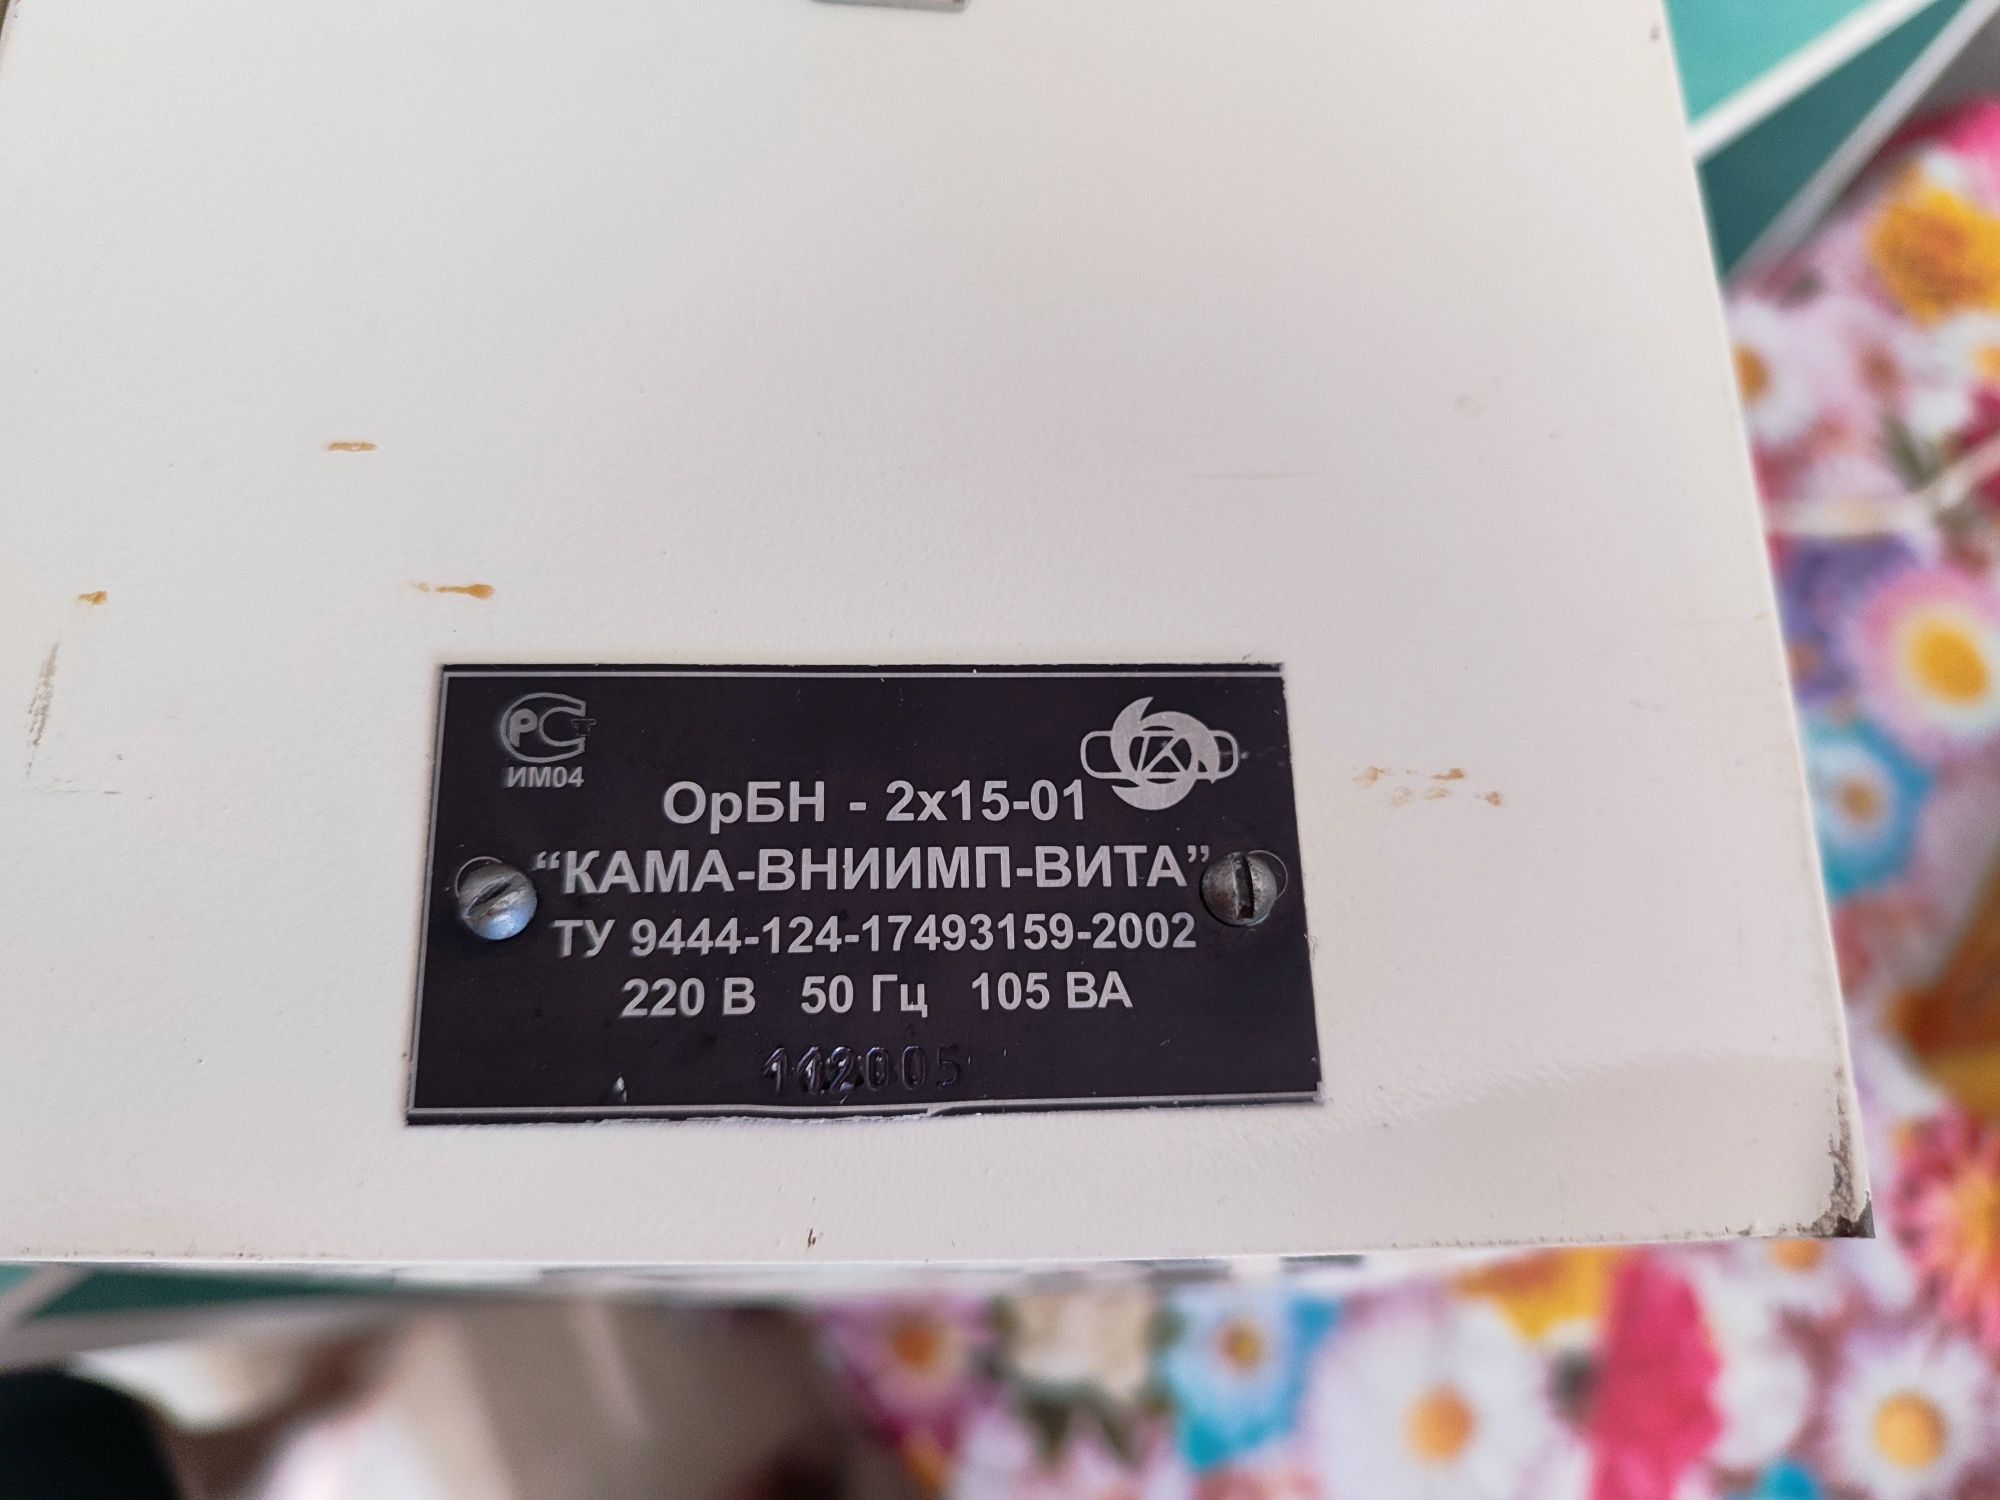 РСТ
ИМ04
ОрБН - 2х15-01
“КАМА-ВНИИМП-ВИТА”
ТУ 9444-124-17493159-2002
220 В 50 Гц 105 ВА
112005